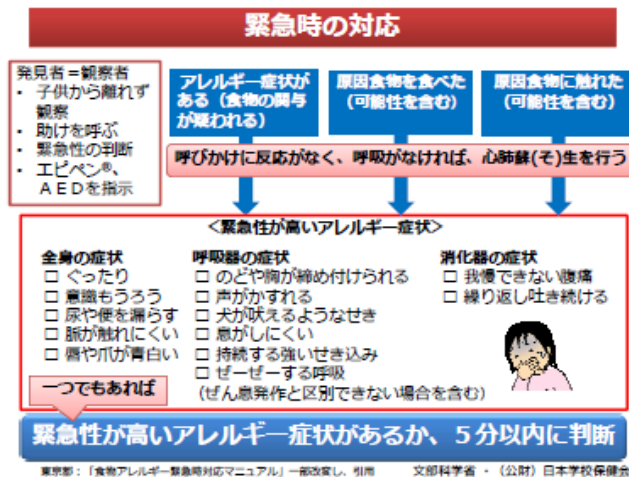 緊急時の対応
発見者＝観察者
・ 子供から離れず
観察
・ 助けを呼ぶ
・ 緊急性の判断
・ エピペン®、
ＡＥＤを指示
アレルギー症状が
ある（食物の関与
が疑われる）
原因食物を食べた
（可能性を含む）
原因食物に触れた
（可能性を含む）
呼びかけに反応がなく、呼吸がなければ、心肺蘇(そ)生を行う
＜緊急性が高いアレルギー症状＞
全身の症状
□ ぐったり
□ 意識もうろう
□ 尿や便を漏らす
□ 脈が触れにくい
□ 唇や爪が青白い
呼吸器の症状
□ のどや胸が締め付けられる
□ 声がかすれる
□ 犬が吠えるようなせき
□ 息がしにくい
□ 持続する強いせき込み
□ ぜーぜーする呼吸
（ぜん息発作と区別できない場合を含む）
消化器の症状
□ 我慢できない腹痛
□ 繰り返し吐き続ける
一つでもあれば
緊急性が高いアレルギー症状があるか、５分以内に判断
東京都：「食物アレルギー緊急時対応マニュアル」一部改変し、引用
文部科学省 ・（公財）日本学校保健会